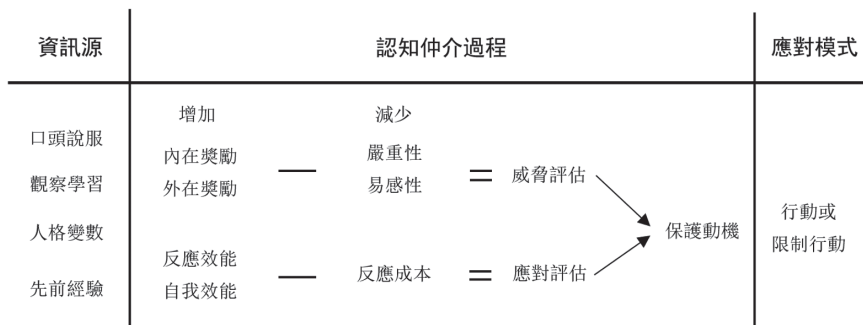 資訊源
認知仲介過程
應對模式
口頭說服
觀察學習
人格變數
先前經驗
增加
減少
內在獎勵
外在獎勵
—
嚴重性
易感性
=
威脅評估
反應效能
自我效能
—
反應成本
=
應對評估
保護動機
行動或
限制行動